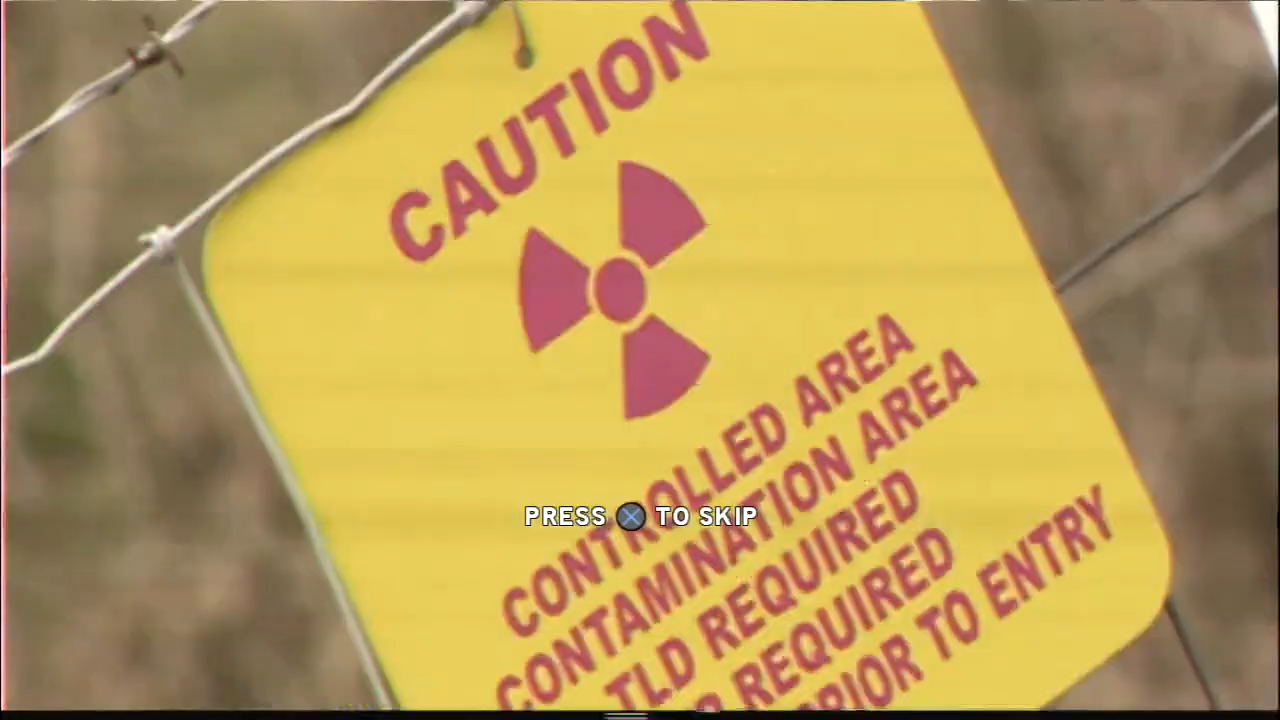 CAUTION
CONTROLLED AREA
CONTAMINATION AREA
TLD REQUIRED
REQUIRED
PRIOR TO ENTRY
PRESS TO SKIP